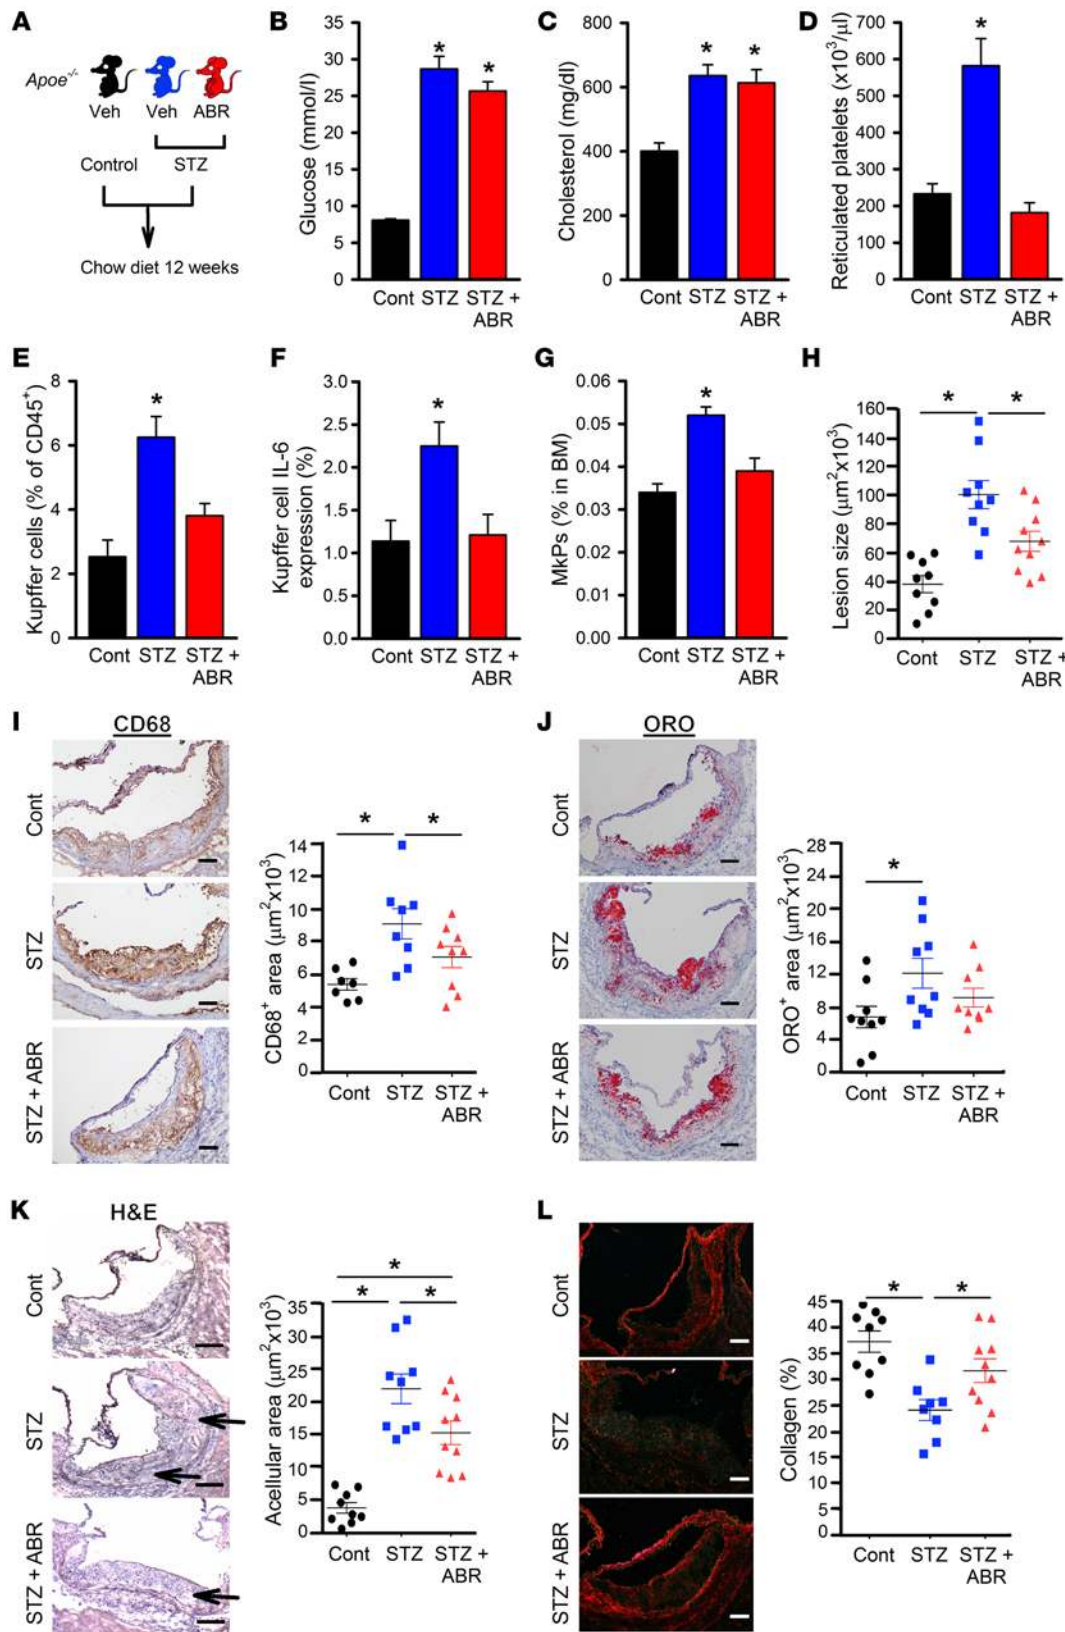 A
Apoe-/-
Veh Veh ABR
Control STZ
Chow diet 12 weeks
B
Glucose (mmol/l)
35
30
25
20
15
10
5
0
Cont STZ STZ +
ABR
*
*
C
Cholesterol (mg/dl)
800
600
400
200
0
Cont STZ STZ +
ABR
*
*
D
Reticulated platelets (x10³/µl)
700
600
500
400
300
200
100
0
Cont STZ STZ +
ABR
*
E
Kupffer cells (% of CD45+)
8
6
4
2
0
Cont STZ STZ +
ABR
*
F
Kupffer cell IL-6
expression (%)
3.0
2.5
2.0
1.5
1.0
0.5
0.0
Cont STZ STZ +
ABR
*
G
MkPs (% in BM)
0.06
0.05
0.04
0.03
0.02
0.01
0.00
Cont STZ STZ +
ABR
*
H
Lesion size (µm²x10³)
160
140
120
100
80
60
40
20
0
Cont STZ STZ +
ABR
* *
I
CD68
Cont
STZ
STZ + ABR
CD68+ area (µm²x10³)
14
12
10
8
6
4
2
0
Cont STZ STZ +
ABR
* *
J
ORO
Cont
STZ
STZ + ABR
ORO+ area (µm²x10³)
28
24
20
16
12
8
4
0
Cont STZ STZ +
ABR
*
K
H&E
Cont
STZ
STZ + ABR
Acellular area (µm²x10³)
35
30
25
20
15
10
5
0
Cont STZ STZ +
ABR
*
* *
L
Cont
STZ
STZ + ABR
Collagen (%)
45
40
35
30
25
20
15
10
5
0
Cont STZ STZ +
ABR
* *